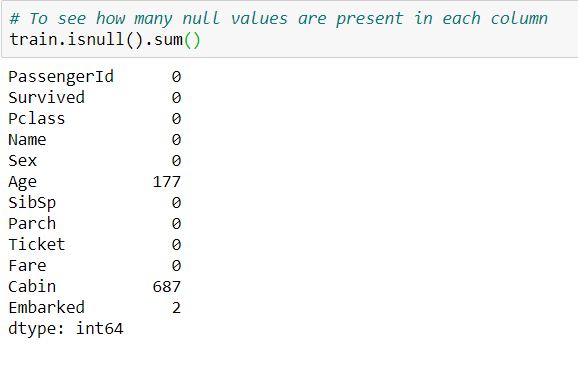 # To see how many null values are present in each column
train.isnull().sum()
PassengerId 0
Survived 0
Pclass 0
Name 0
Sex 0
Age 177
SibSp 0
Parch 0
Ticket 0
Fare 0
Cabin 687
Embarked 2
dtype: int64